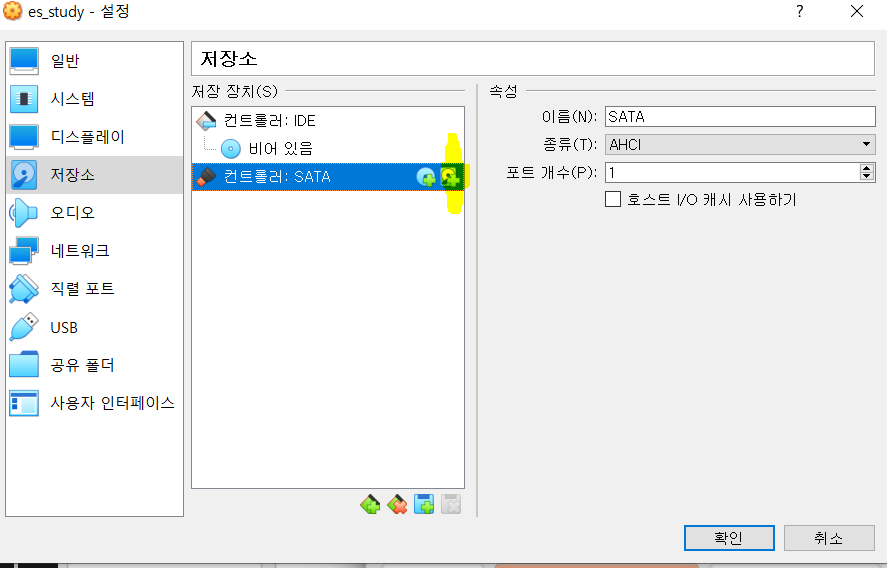 es_study - 설정
일반
시스템
디스플레이
저장소
오디오
네트워크
직렬 포트
USB
공유 폴더
사용자 인터페이스
저장소
저장 장치(S)
컨트롤러: IDE
비어 있음
컨트롤러: SATA
속성
이름(N): SATA
종류(T): AHCI
포트 개수(P): 1
호스트 I/O 캐시 사용하기
확인
취소